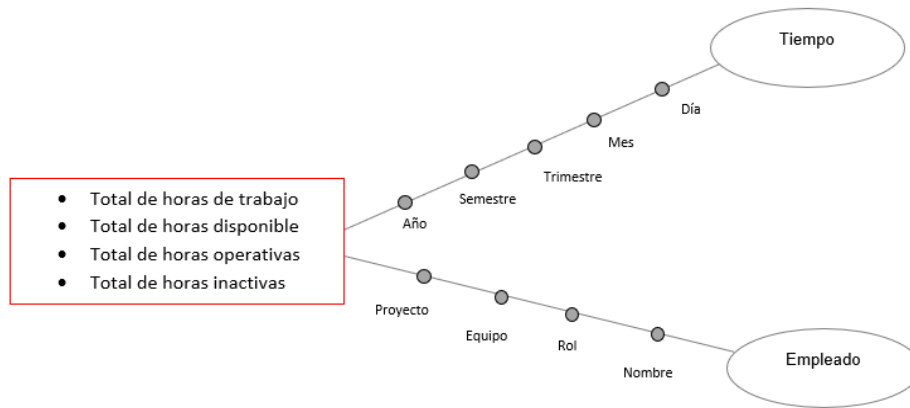 Tiempo
Día
Mes
Trimestre
Semestre
Año
• Total de horas de trabajo
• Total de horas disponible
• Total de horas operativas
• Total de horas inactivas
Proyecto
Equipo
Rol
Nombre
Empleado